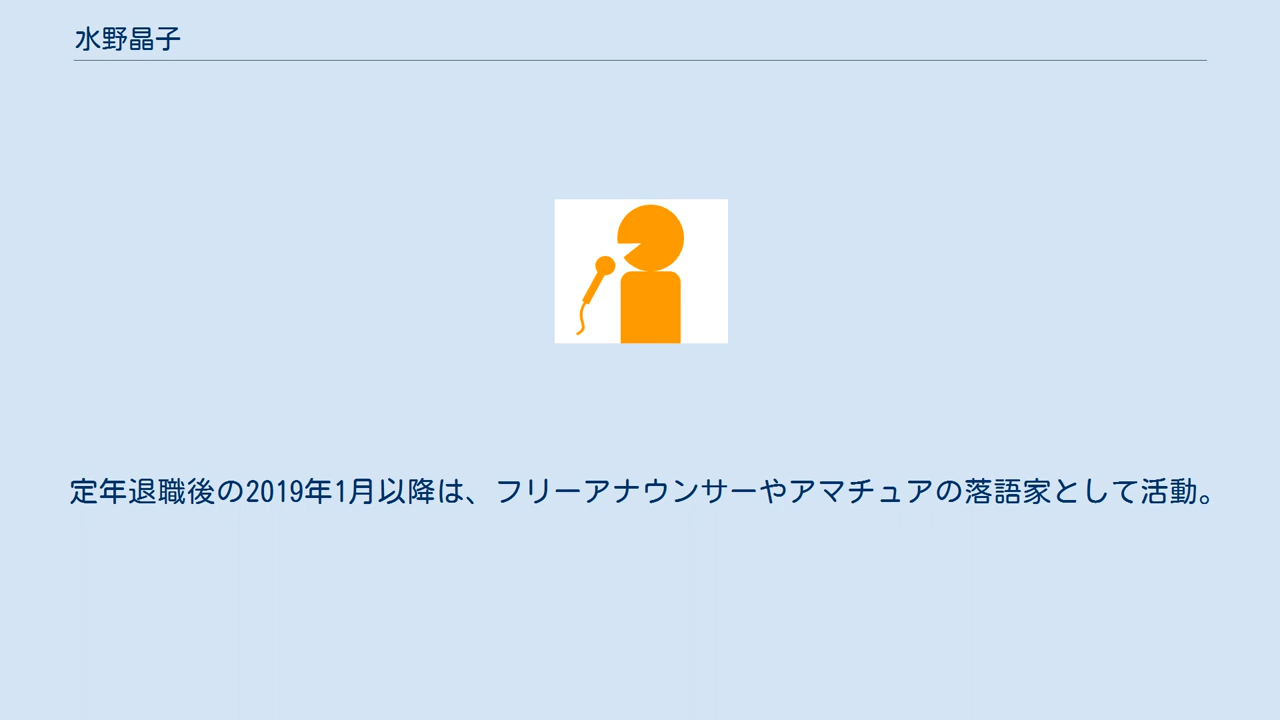 水野晶子
定年退職後の2019年1月以降は、フリーアナウンサーやアマチュアの落語家として活動。